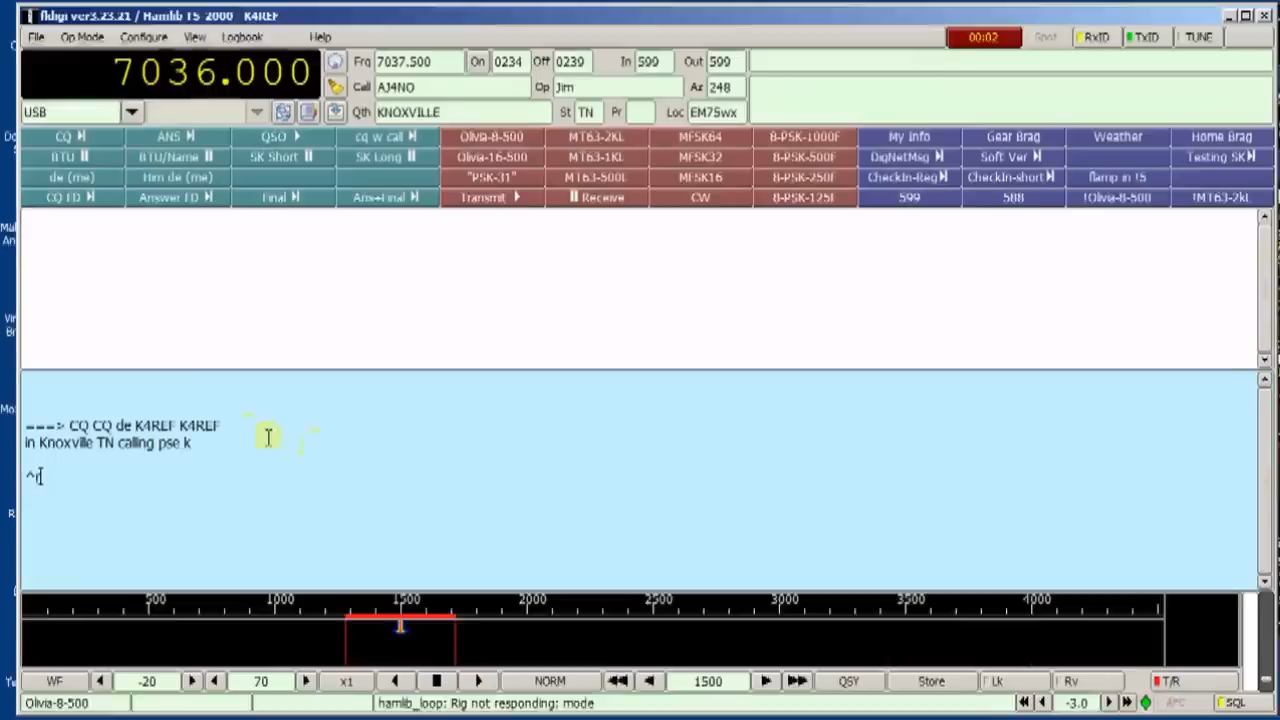 fldigi ver3.23.21 / Hamlib TS-2000 - K4REF
File Op Mode Configure View Logbook Help 00:02 Spot RxID TxID TUNE
7036.000 Frq 7037.500 On 0234 Off 0239 In 599 Out 599
Call AJ4NO Op Jim Az 248
USB Qth KNOXVILLE St TN Pr Loc EM75wx
CQ ANS QSO cq w call Olivia-8-500 MT63-2KL MFSK64 8-PSK-1000F My Info Gear Brag Weather Home Brag
BTU BTU/Name SK Short SK Long Olivia-16-500 MT63-1KL MFSK32 8-PSK-500F DigNetMsg Soft Ver Testing SK
de (me) Him de (me) "PSK-31" MT63-500L MFSK16 8-PSK-250F CheckIn-Reg CheckIn-short flamp in !5
CQ FD Answer FD Final Ans+Final Transmit Receive CW 8-PSK-125F 599 588 !Olivia-8-500 !MT63-2kL
===> CQ CQ de K4REF K4REF
in Knoxville TN calling pse k
^r
500 1000 1500 2000 2500 3000 3500 4000
WF -20 70 x1 NORM 1500 QSY Store Lk Rv T/R
Olivia-8-500 hamlib_loop: Rig not responding: mode -3.0 AFC SQL